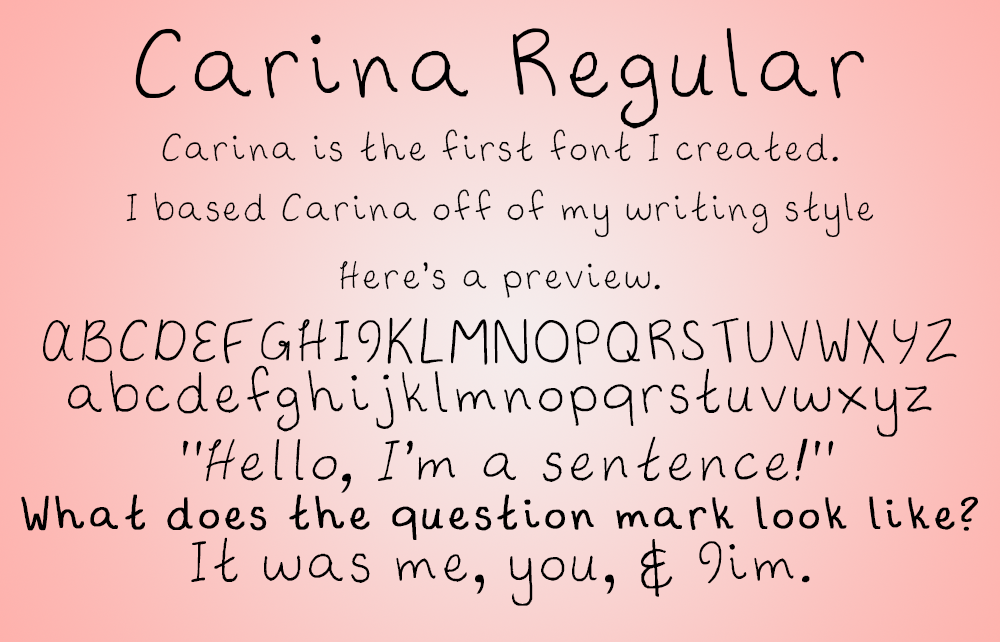 Carina Regular
Carina is the first font I created.
I based Carina off of my writing style
Here's a preview.
ABCDEFGHIJKLMNOPQRSTUVWXYZ
abcdefghijklmnopqrstuvwxyz
"Hello, I'm a sentence!"
What does the question mark look like?
It was me, you, & Jim.